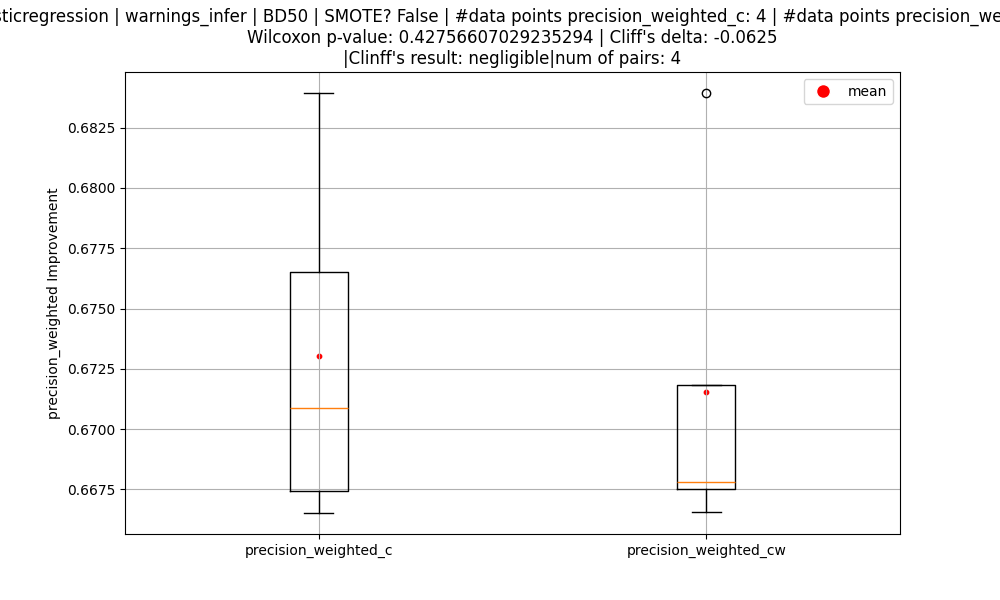 | warnings_infer | BD50 | SMOTE? False | #data points precision_weighted_c: 4 | #data points
Wilcoxon p-value: 0.42756607029235294 | Cliff's delta: -0.0625
|Clinff's result: negligible|num of pairs: 4
mean
0.6825
0.6800
0.6775
0.6750
0.6725
0.6700
0.6675
precision_weighted Improvement
precision_weighted_c
precision_weighted_cw